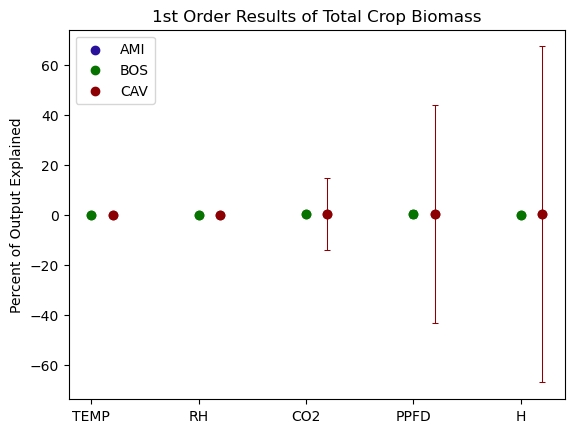 1st Order Results of Total Crop Biomass
AMI
BOS
CAV
Percent of Output Explained
60
40
20
0
−20
−40
−60
TEMP RH CO2 PPFD H